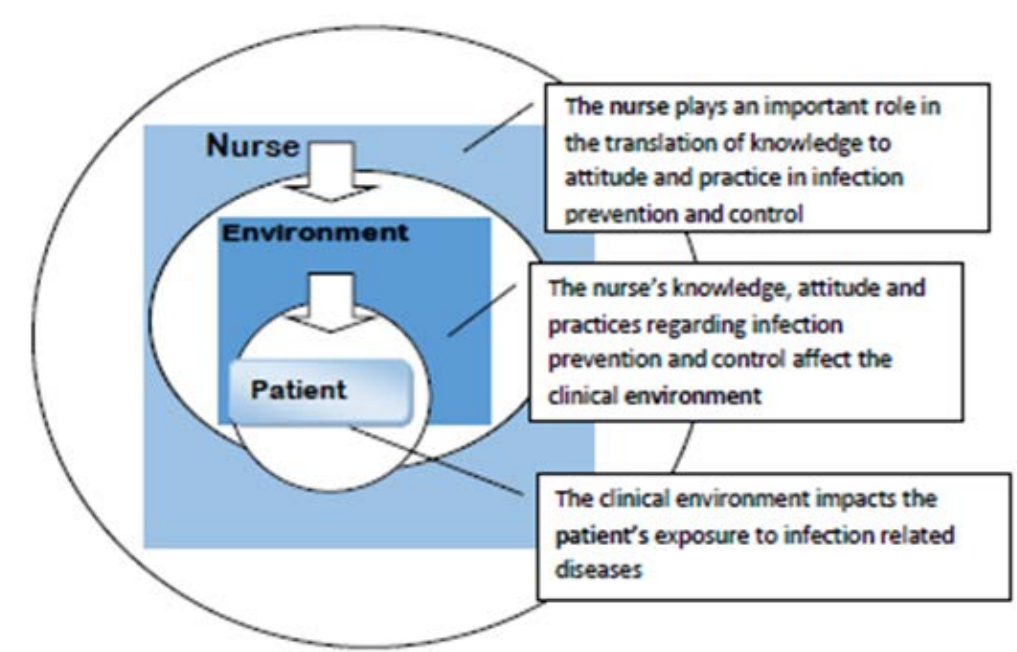 Nurse
Environment
Patient
The nurse plays an important role in
the translation of knowledge to
attitude and practice in infection
prevention and control
The nurse's knowledge, attitude and
practices regarding infection
prevention and control affect the
clinical environment
The clinical environment impacts the
patient's exposure to infection related
diseases